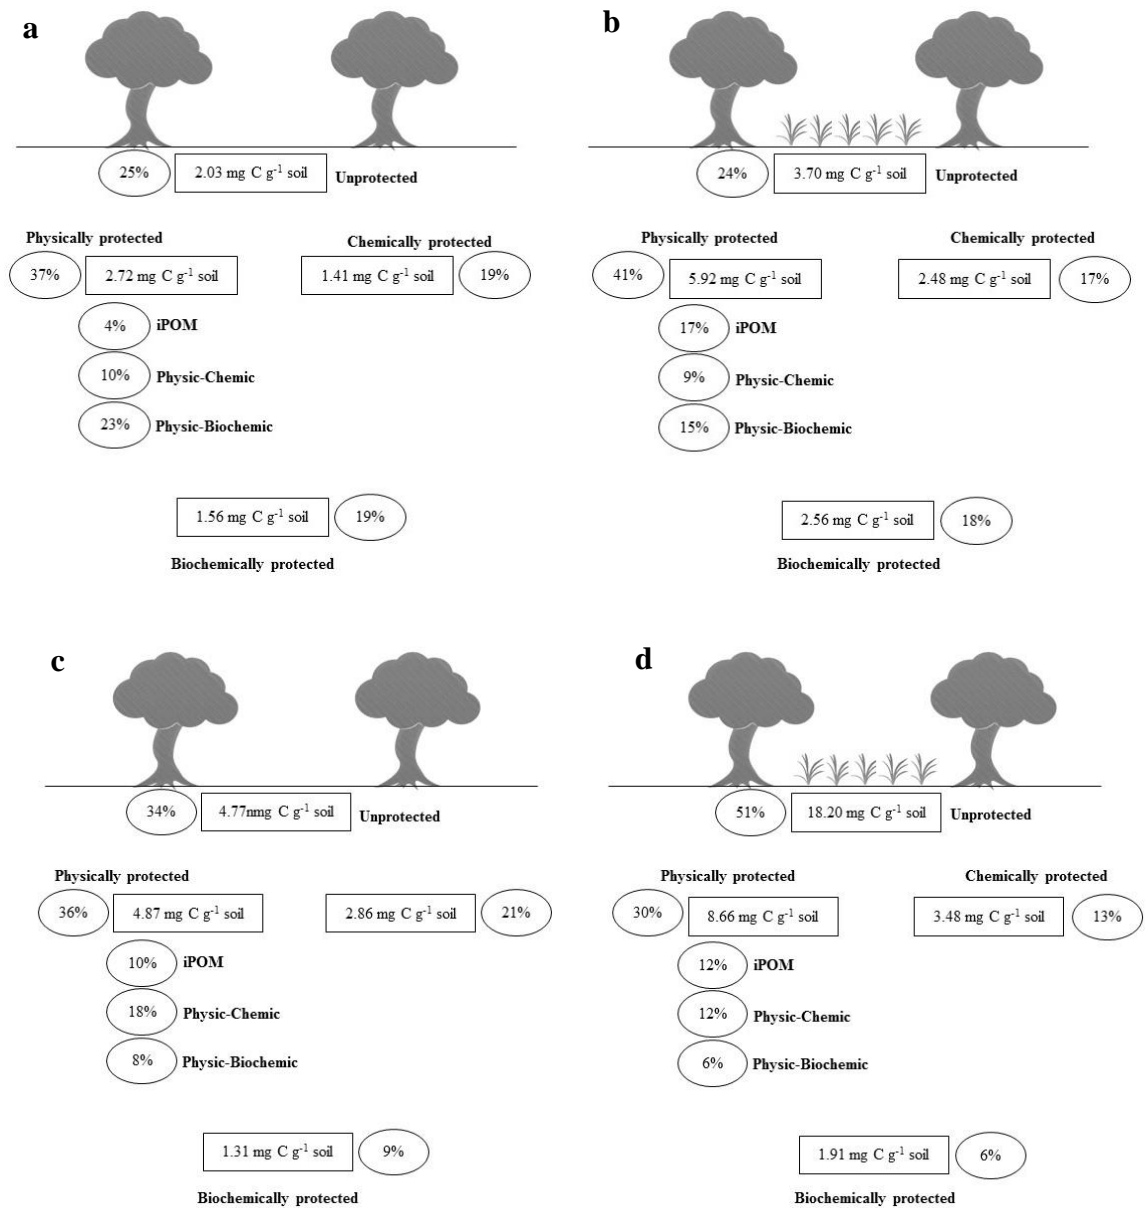 a
25%
2.03 mg C g⁻¹ soil
Unprotected
Physically protected
37%
2.72 mg C g⁻¹ soil
Chemically protected
1.41 mg C g⁻¹ soil
19%
4%
iPOM
10%
Physic-Chemic
23%
Physic-Biochemic
1.56 mg C g⁻¹ soil
19%
Biochemically protected
b
24%
3.70 mg C g⁻¹ soil
Unprotected
Physically protected
41%
5.92 mg C g⁻¹ soil
Chemically protected
2.48 mg C g⁻¹ soil
17%
17%
iPOM
9%
Physic-Chemic
15%
Physic-Biochemic
2.56 mg C g⁻¹ soil
18%
Biochemically protected
c
34%
4.77nmg C g⁻¹ soil
Unprotected
Physically protected
36%
4.87 mg C g⁻¹ soil
2.86 mg C g⁻¹ soil
21%
10%
iPOM
18%
Physic-Chemic
8%
Physic-Biochemic
1.31 mg C g⁻¹ soil
9%
Biochemically protected
d
51%
18.20 mg C g⁻¹ soil
Unprotected
Physically protected
30%
8.66 mg C g⁻¹ soil
Chemically protected
3.48 mg C g⁻¹ soil
13%
12%
iPOM
12%
Physic-Chemic
6%
Physic-Biochemic
1.91 mg C g⁻¹ soil
6%
Biochemically protected